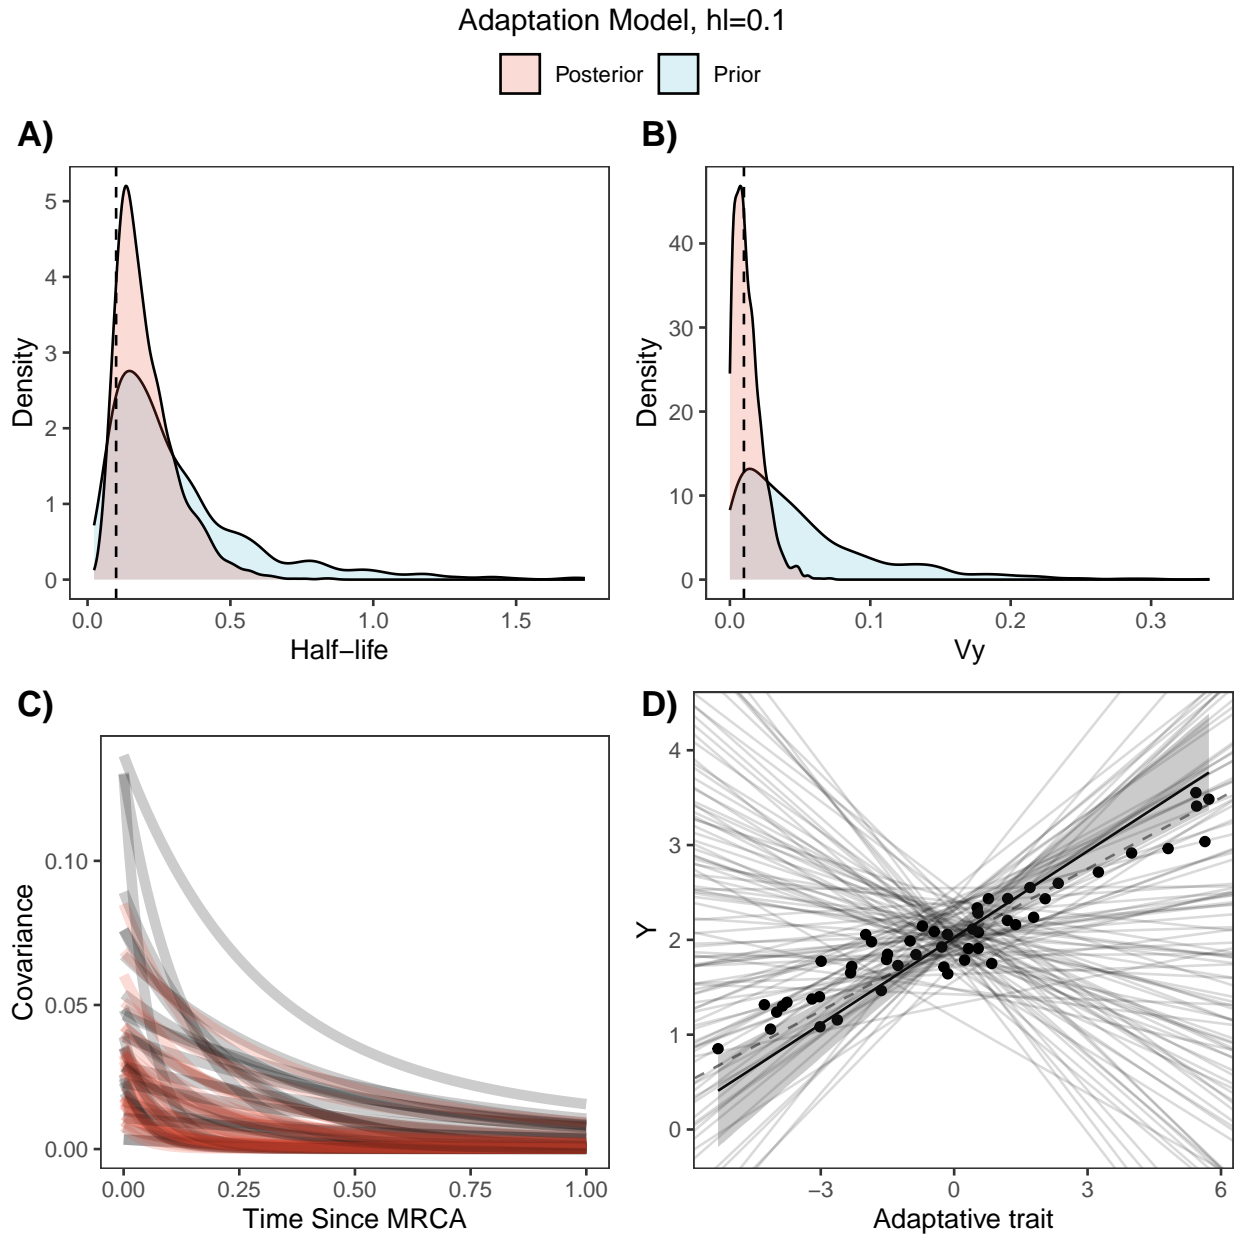 Adaptation Model, hl=0.1
Posterior
Prior
A)
5
4
3
2
1
0
Density
0.0
0.5
1.0
1.5
Half−life
B)
40
30
20
10
0
Density
0.0
0.1
0.2
0.3
Vy
C)
0.10
0.05
0.00
Covariance
0.00
0.25
0.50
0.75
1.00
Time Since MRCA
D)
4
3
2
1
0
Y
−3
0
3
6
Adaptative trait